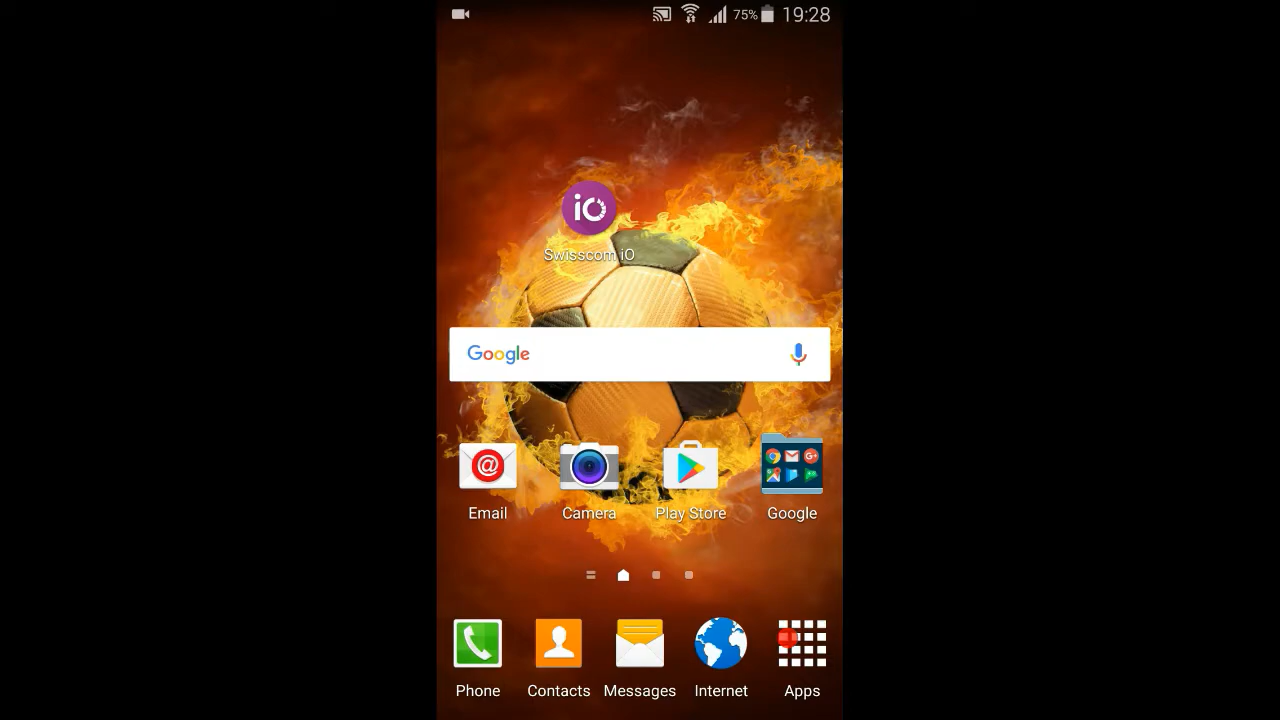 75% 19:28
iO
Swisscom iO
Google
@
Email Camera Play Store Google
Phone Contacts Messages Internet Apps